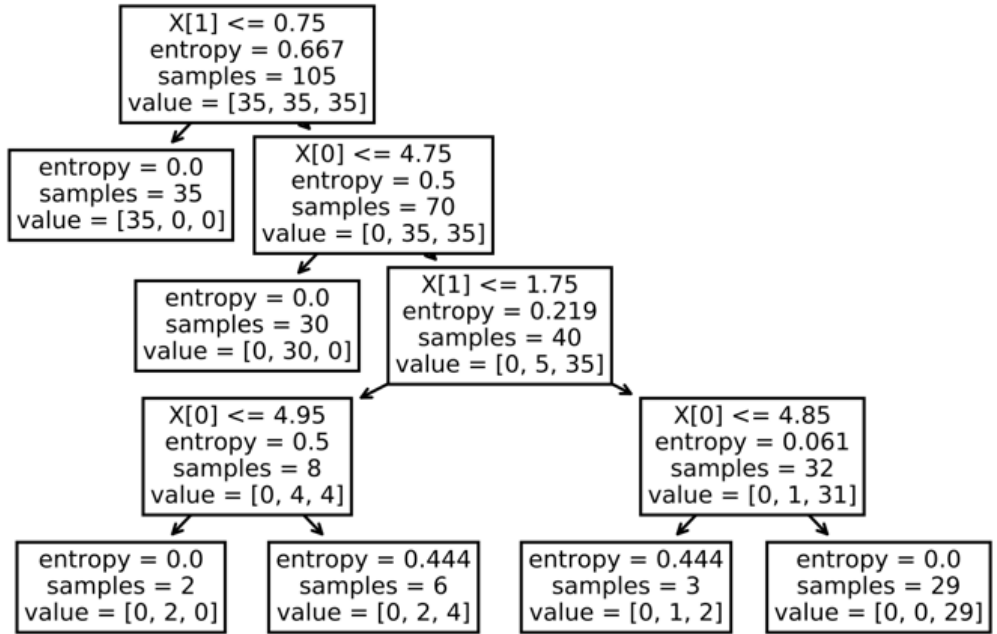 X[1] <= 0.75
entropy = 0.667
samples = 105
value = [35, 35, 35]
entropy = 0.0
samples = 35
value = [35, 0, 0]
X[0] <= 4.75
entropy = 0.5
samples = 70
value = [0, 35, 35]
entropy = 0.0
samples = 30
value = [0, 30, 0]
X[1] <= 1.75
entropy = 0.219
samples = 40
value = [0, 5, 35]
X[0] <= 4.95
entropy = 0.5
samples = 8
value = [0, 4, 4]
X[0] <= 4.85
entropy = 0.061
samples = 32
value = [0, 1, 31]
entropy = 0.0
samples = 2
value = [0, 2, 0]
entropy = 0.444
samples = 6
value = [0, 2, 4]
entropy = 0.444
samples = 3
value = [0, 1, 2]
entropy = 0.0
samples = 29
value = [0, 0, 29]